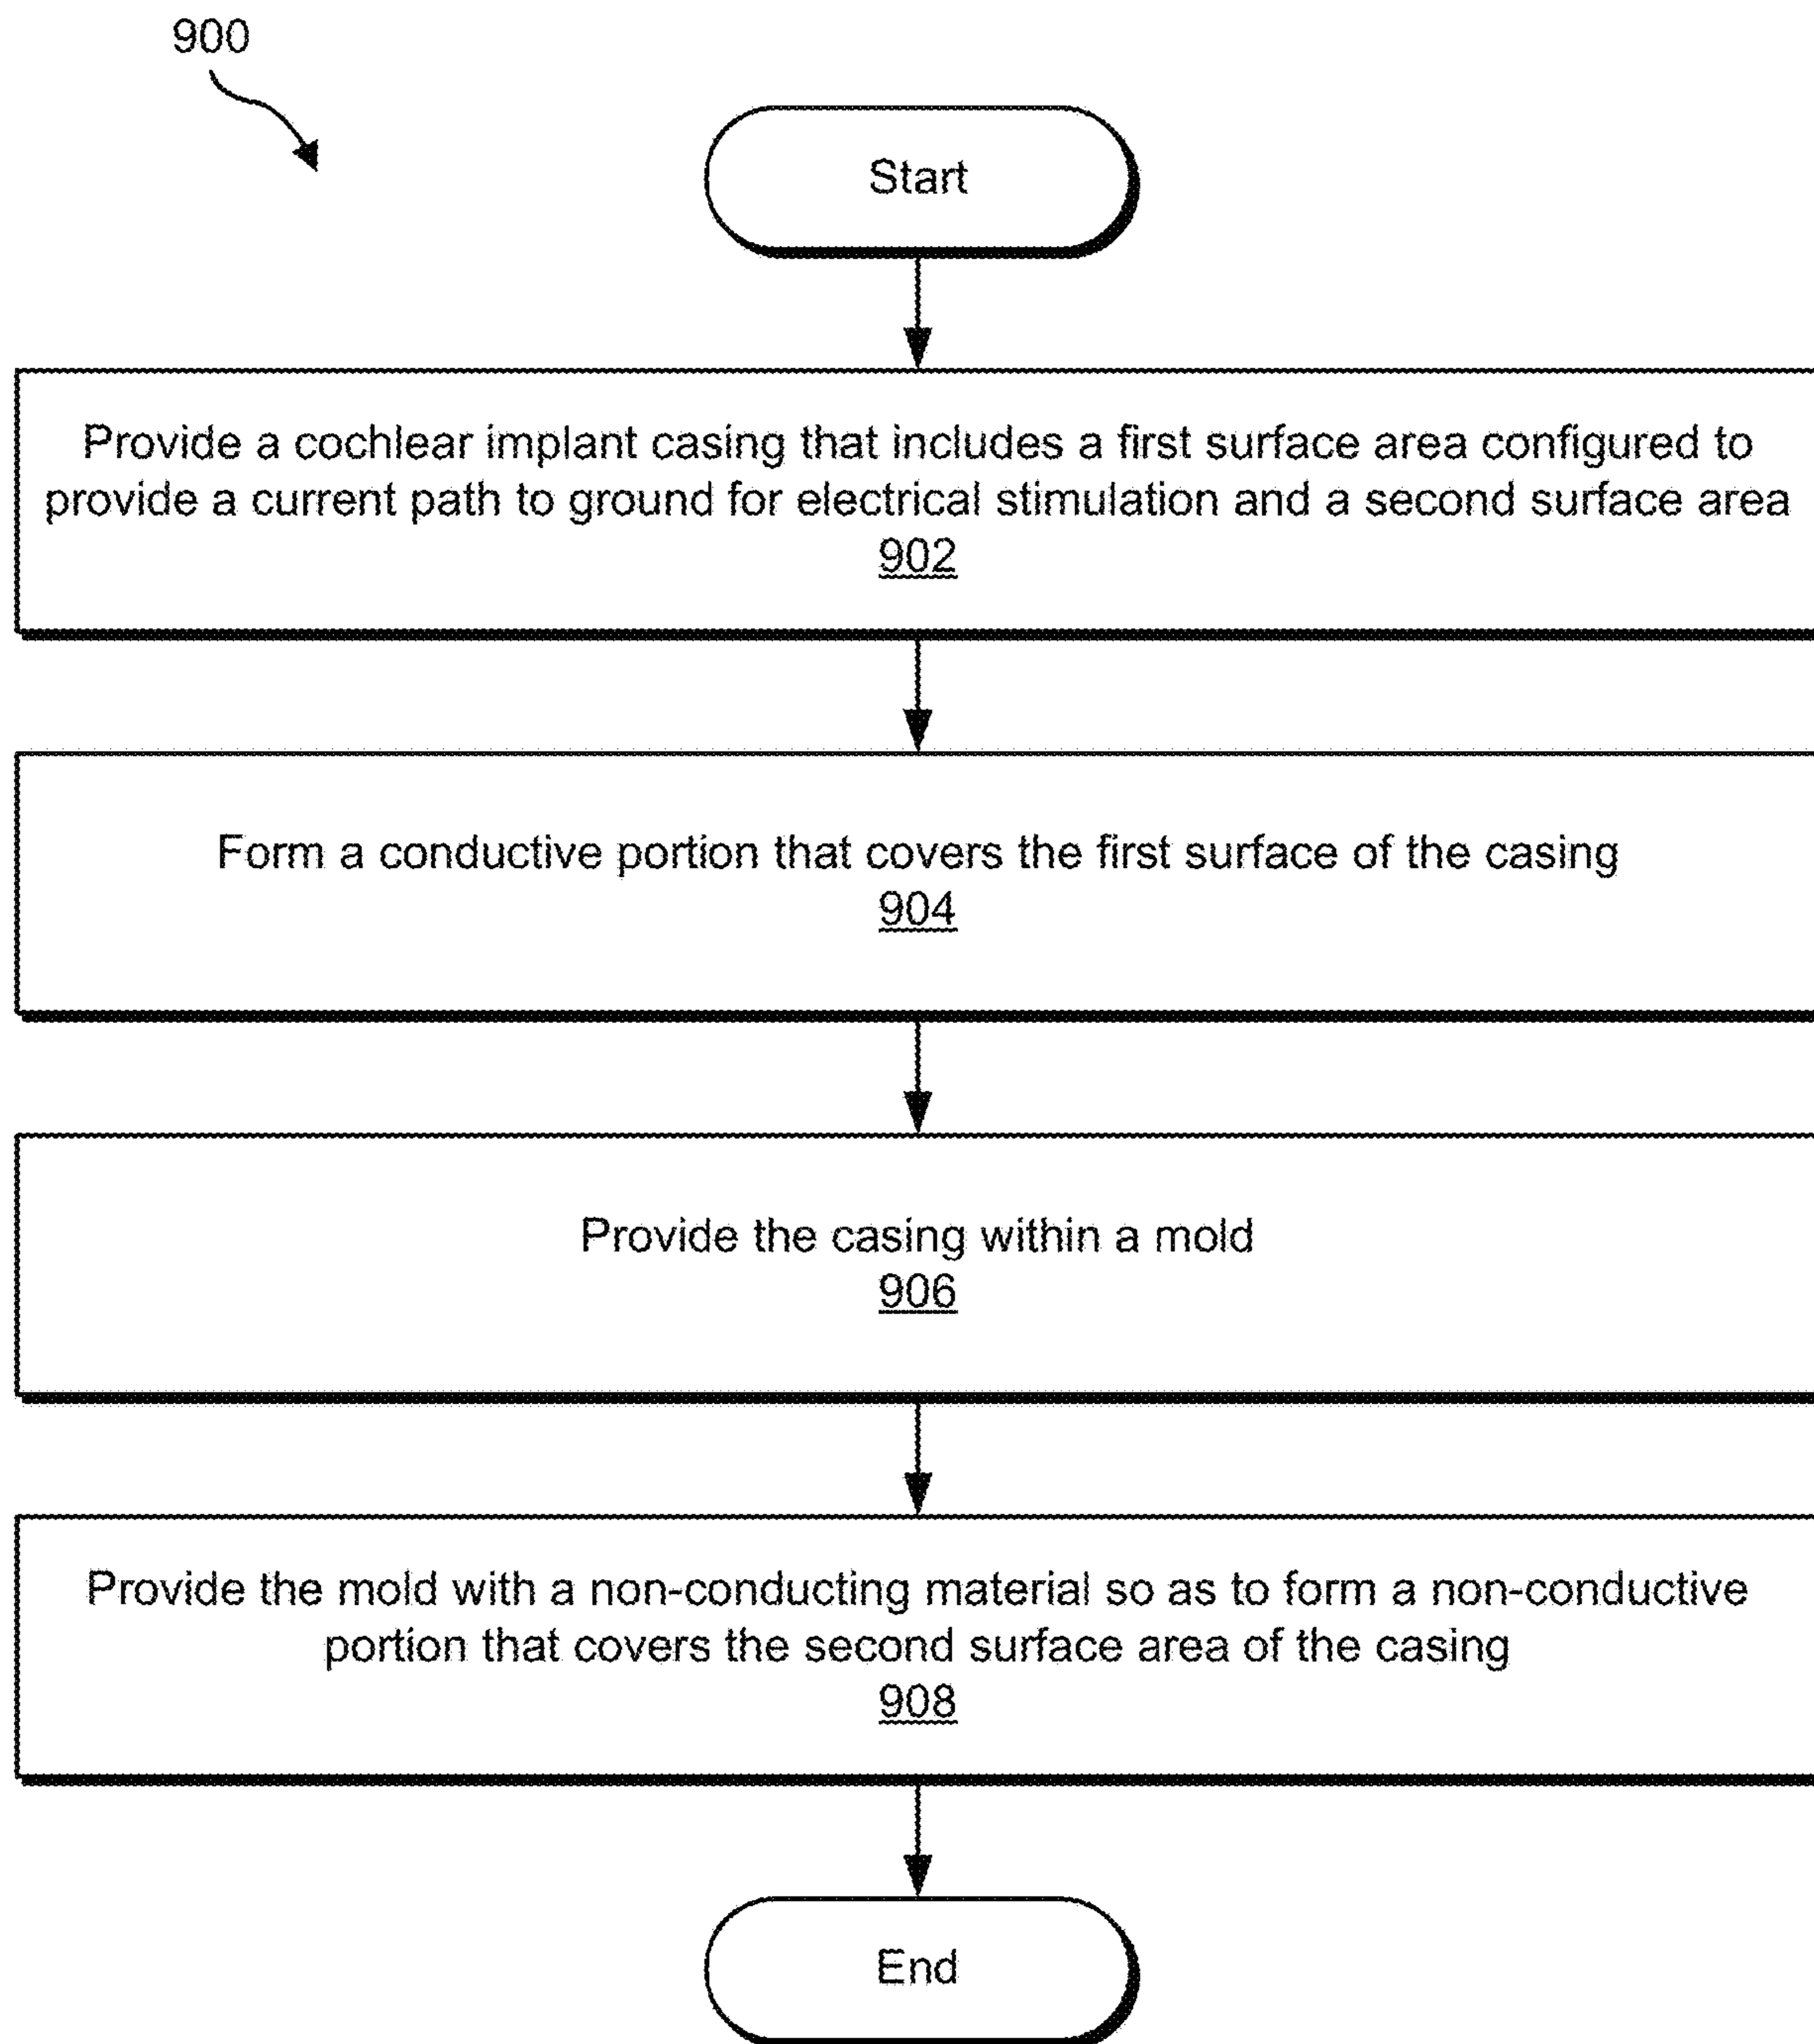 900
Start
Provide a cochlear implant casing that includes a first surface area configured to
provide a current path to ground for electrical stimulation and a second surface area
902
Form a conductive portion that covers the first surface of the casing
904
Provide the casing within a mold
906
Provide the mold with a non-conducting material so as to form a non-conductive
portion that covers the second surface area of the casing
908
End